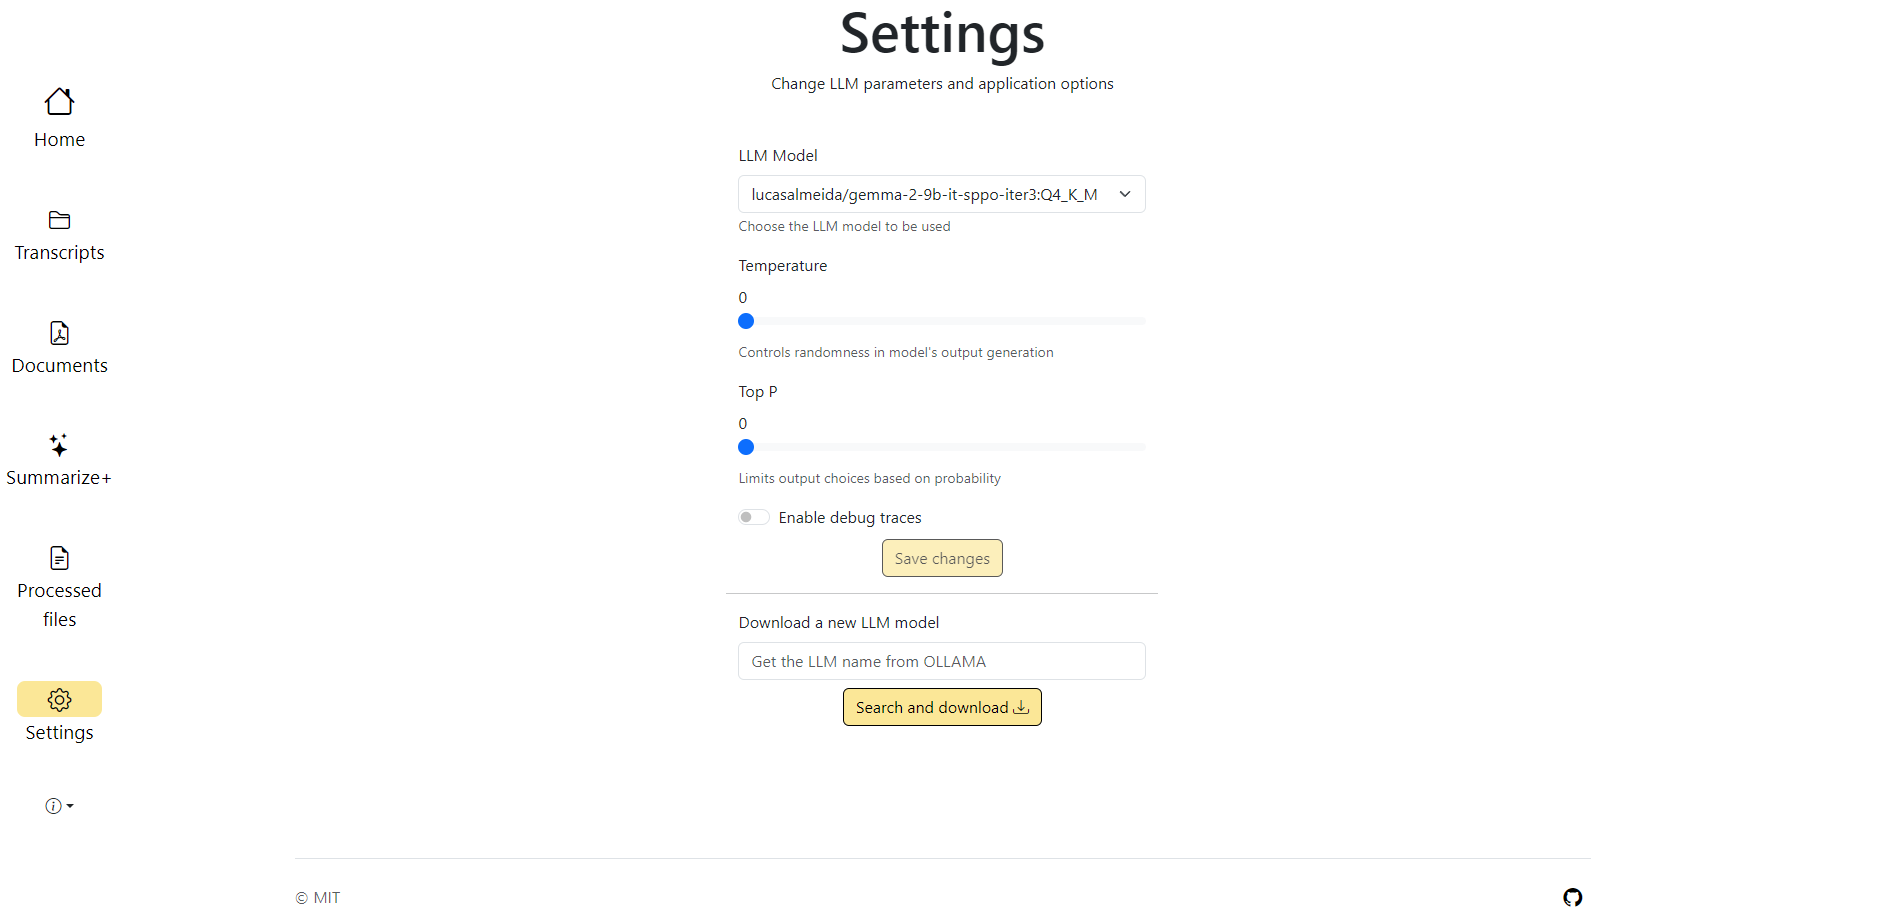 Settings
Change LLM parameters and application options
Home
Transcripts
Documents
Summarize+
Processed
files
Settings
LLM Model
lucasalmeida/gemma-2-9b-it-sppo-iter3:Q4_K_M
Choose the LLM model to be used
Temperature
0
Controls randomness in model's output generation
Top P
0
Limits output choices based on probability
Enable debug traces
Save changes
Download a new LLM model
Get the LLM name from OLLAMA
Search and download
© MIT